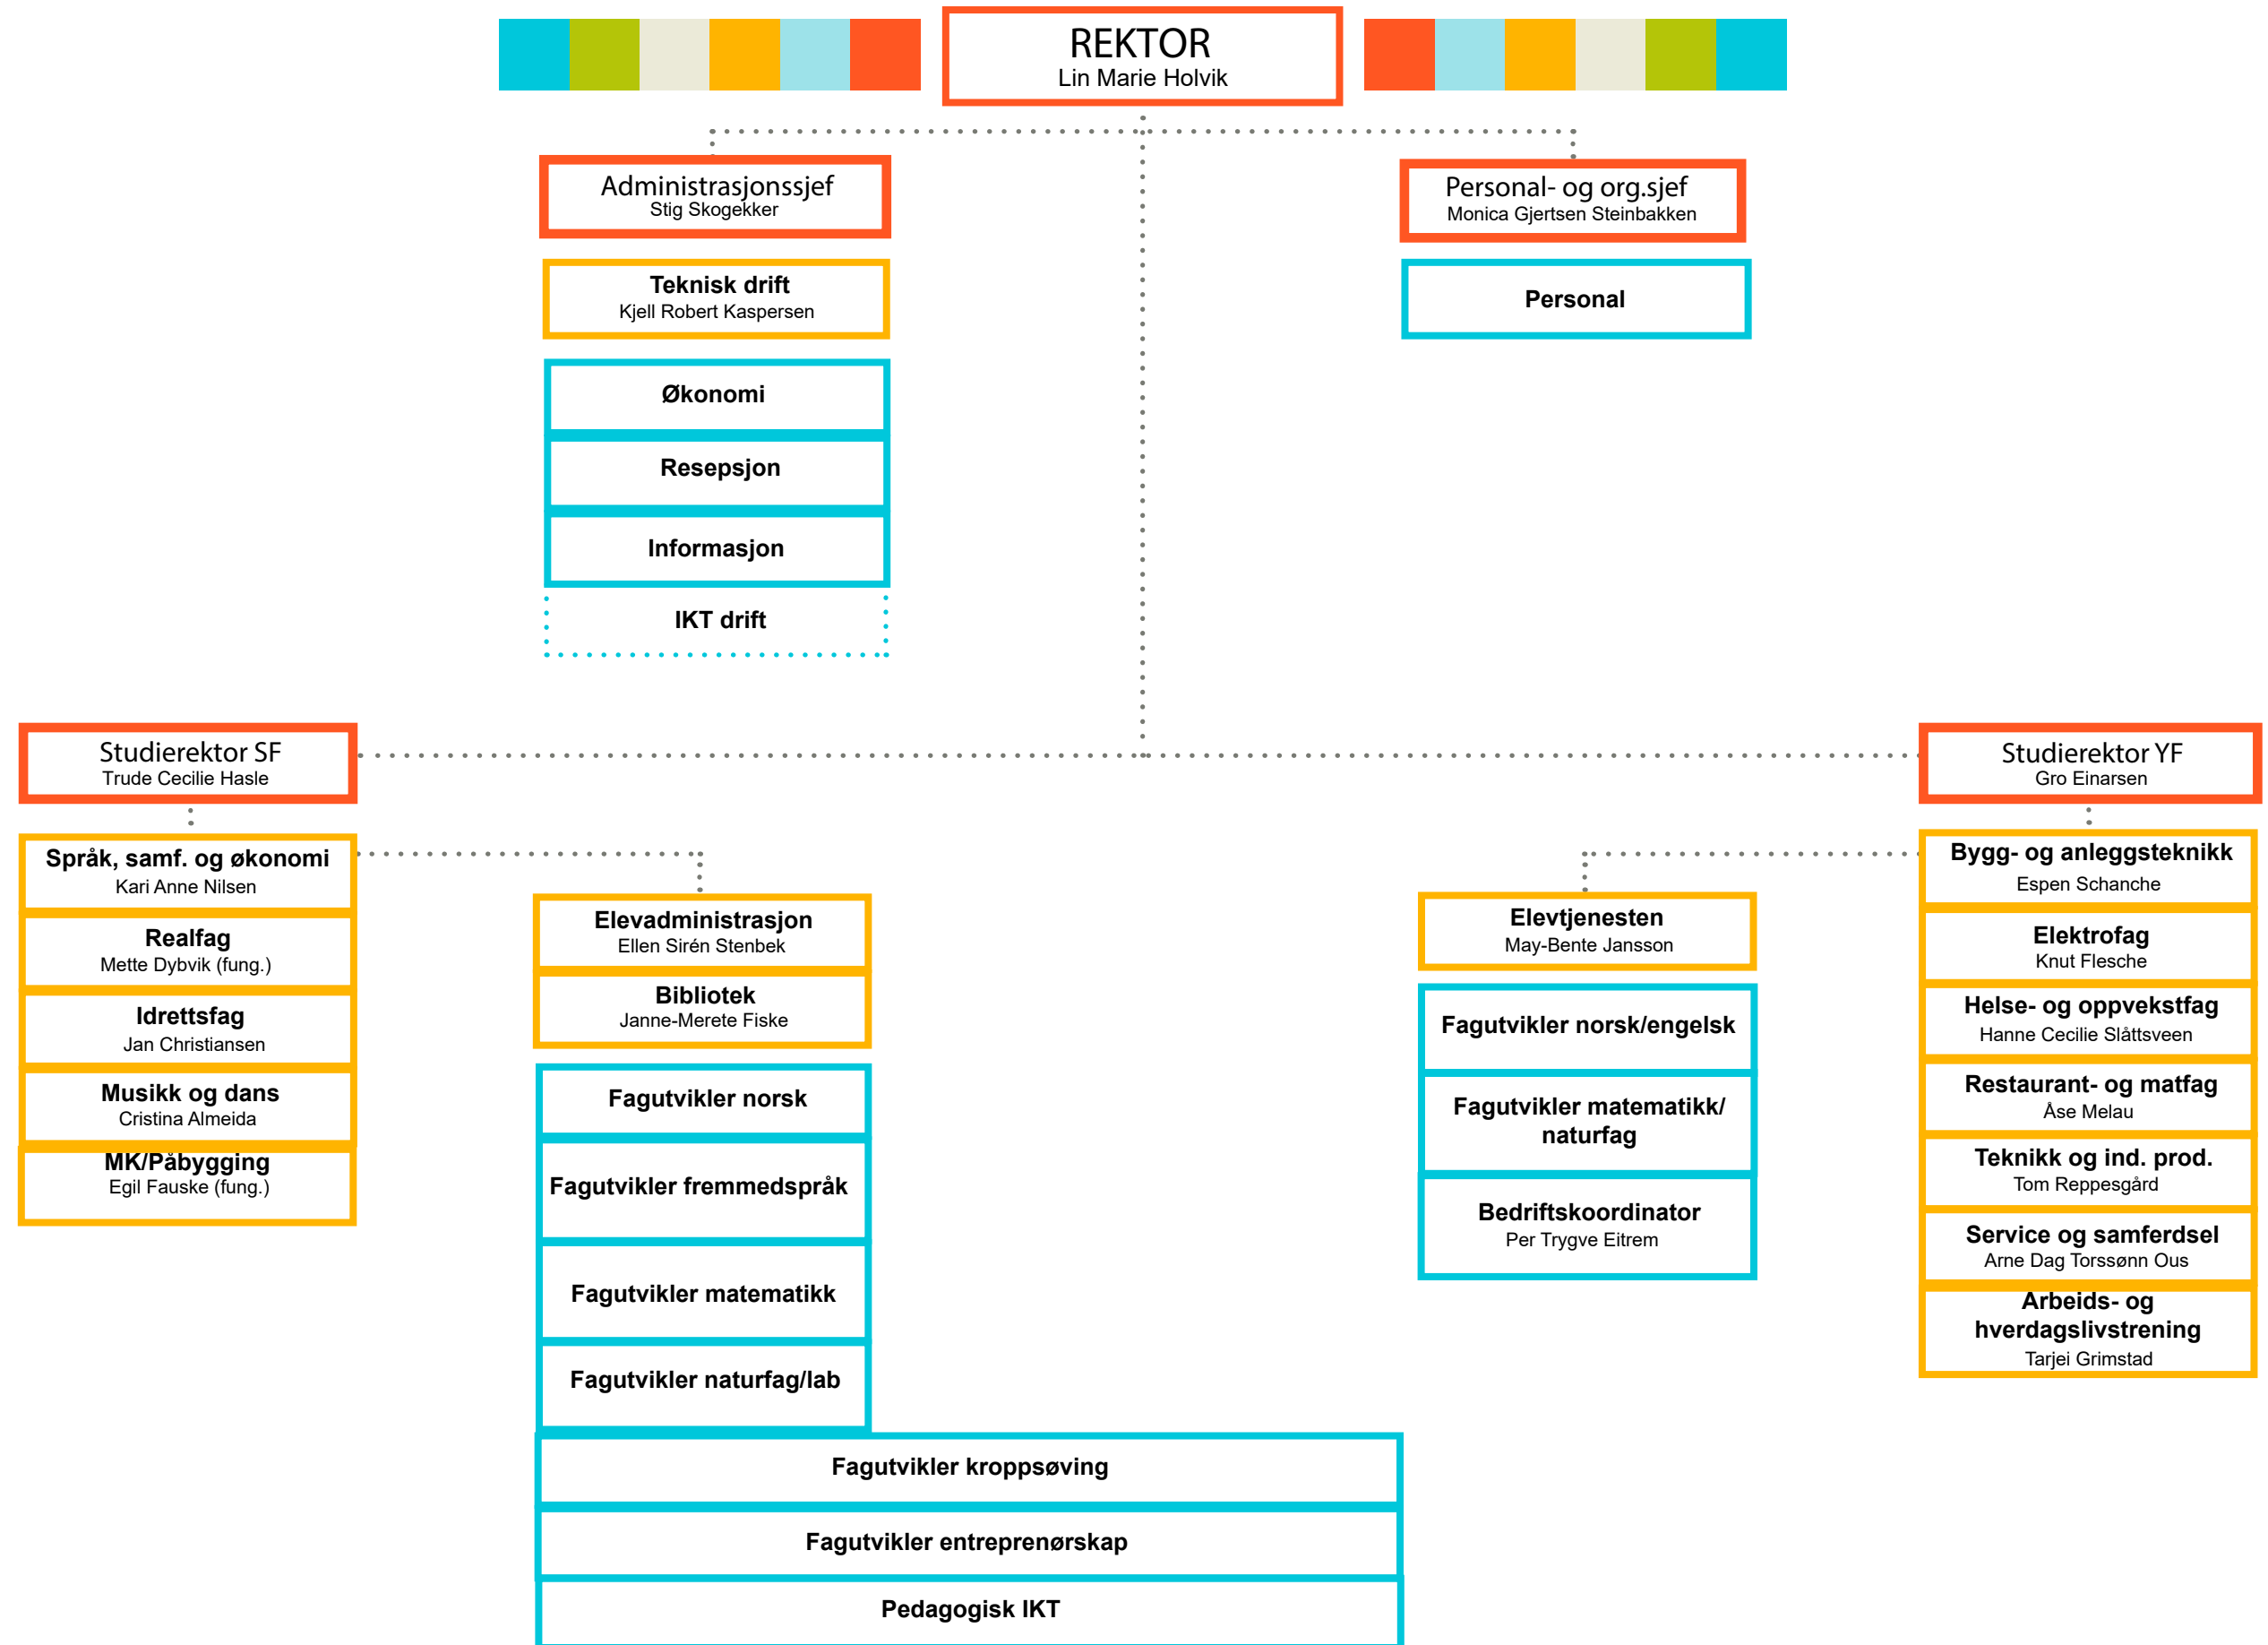 REKTOR
Lin Marie Holvik
Administrasjonssjef
Stig Skogekker
Personal- og org.sjef
Monica Gjertsen Steinbakken
Teknisk drift
Kjell Robert Kaspersen
Personal
Økonomi
Resepsjon
Informasjon
IKT drift
Studierektor SF
Trude Cecilie Hasle
Studierektor YF
Gro Einarsen
Språk, samf. og økonomi
Kari Anne Nilsen
Realfag
Mette Dybvik (fung.)
Idrettsfag
Jan Christiansen
Musikk og dans
Cristina Almeida
MK/Påbygging
Egil Fauske (fung.)
Elevadministrasjon
Ellen Sirén Stenbek
Bibliotek
Janne-Merete Fiske
Fagutvikler norsk
Fagutvikler fremmedspråk
Fagutvikler matematikk
Fagutvikler naturfag/lab
Fagutvikler kroppsøving
Fagutvikler entreprenørskap
Pedagogisk IKT
Elevtjenesten
May-Bente Jansson
Fagutvikler norsk/engelsk
Fagutvikler matematikk/
naturfag
Bedriftskoordinator
Per Trygve Eitrem
Bygg- og anleggsteknikk
Espen Schanche
Elektrofag
Knut Flesche
Helse- og oppvekstfag
Hanne Cecilie Slåttsveen
Restaurant- og matfag
Åse Melau
Teknikk og ind. prod.
Tom Reppesgård
Service og samferdsel
Arne Dag Torssønn Ous
Arbeids- og
hverdagslivstrening
Tarjei Grimstad